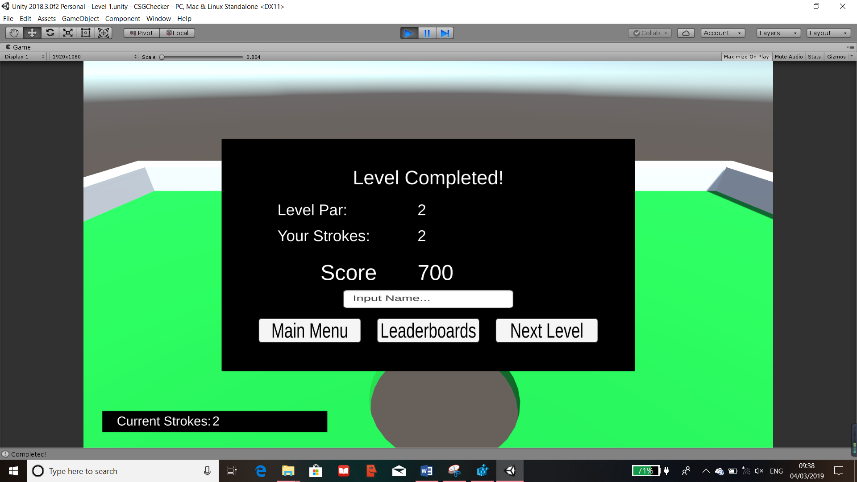 Unity 2018.3.0f2 Personal - Level 1.unity - CSGChecker - PC, Mac & Linux Standalone <DX11>
File Edit Assets GameObject Component Window Help
Pivot Local Collab Account Layers Layout
Game
Display 1 1920x1080 Scale 0.364 Maximize On Play Mute Audio Stats Gizmos
Level Completed!
Level Par: 2
Your Strokes: 2
Score 700
Input Name...
Main Menu Leaderboards Next Level
Current Strokes: 2
Completed!
Type here to search
71%
ENG
09:38
04/03/2019